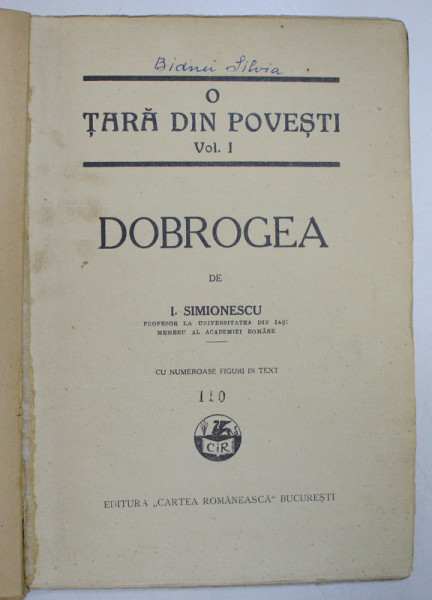 Bidnei Silvia
O
ȚARĂ DIN POVEȘTI
Vol. I
DOBROGEA
DE
I. SIMIONESCU
PROFESOR LA UNIVERSITATEA DIN IAȘI
MEMBRU AL ACADEMIEI ROMÂNE
CU NUMEROASE FIGURI IN TEXT
110
CIR
EDITURA „CARTEA ROMÂNEASCĂ“ BUCUREȘTI